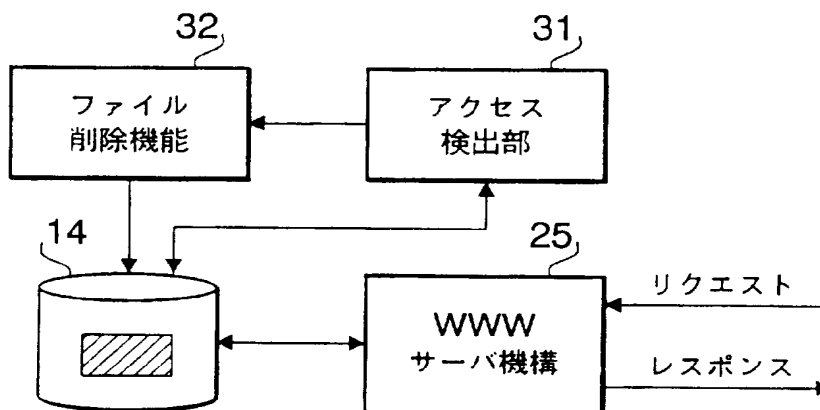 32
ファイル
削除機能
31
アクセス
検出部
14
25
WWW
サーバ機構
リクエスト
レスポンス